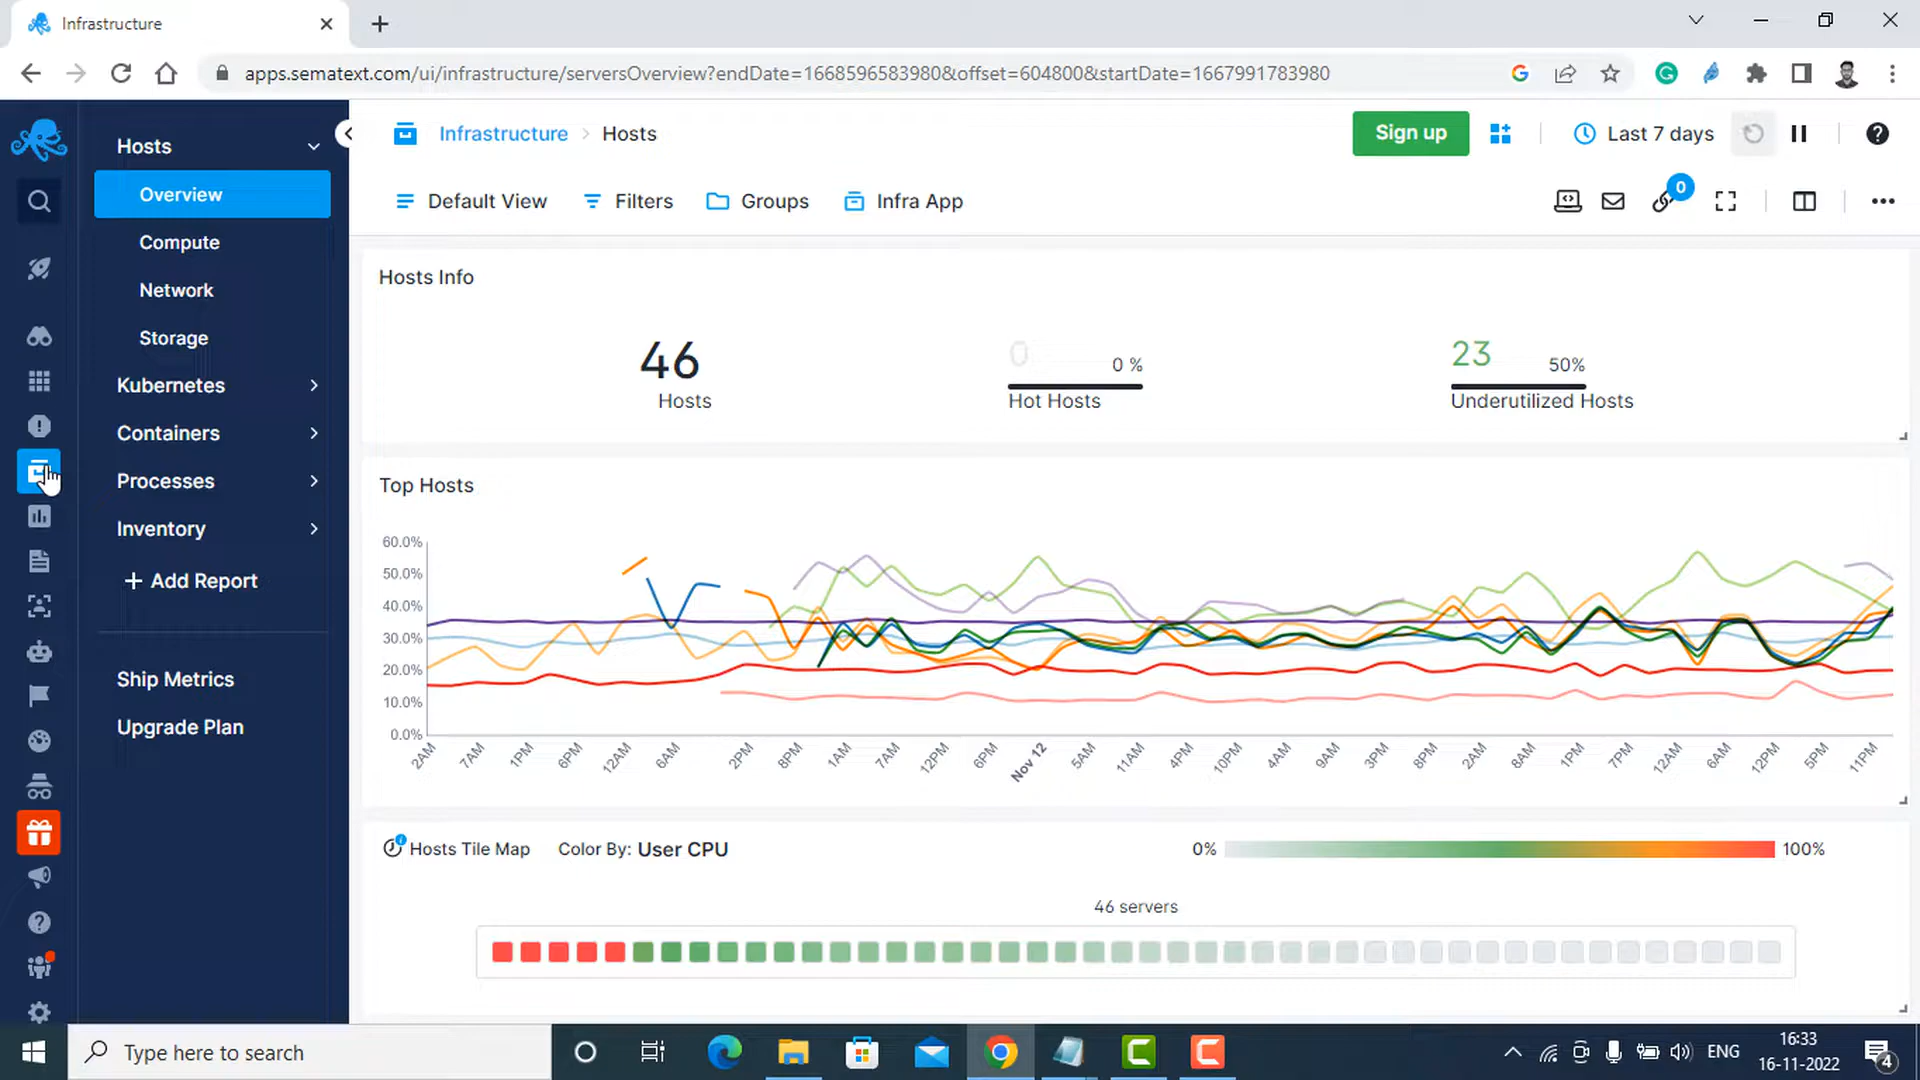 Infrastructure
apps.sematext.com/ui/infrastructure/serversOverview?endDate=1668596583980&offset=604800&startDate=1667991783980
Hosts
Overview
Compute
Network
Storage
Kubernetes
Containers
Processes
Inventory
+ Add Report
Ship Metrics
Upgrade Plan
Infrastructure > Hosts
Sign up
Last 7 days
Default View
Filters
Groups
Infra App
0
Hosts Info
46
Hosts
0 0 %
Hot Hosts
23 50%
Underutilized Hosts
Top Hosts
60.0%
50.0%
40.0%
30.0%
20.0%
10.0%
0.0%
2AM 7AM 1PM 6PM 12AM 6AM 2PM 8PM 1AM 7AM 12PM 6PM Nov 12 5AM 11AM 4PM 10PM 4AM 9AM 3PM 8PM 2AM 8AM 1PM 7PM 12AM 6AM 12PM 5PM 11PM
Hosts Tile Map Color By: User CPU
0% 100%
46 servers
Type here to search
ENG
16:33
16-11-2022
4